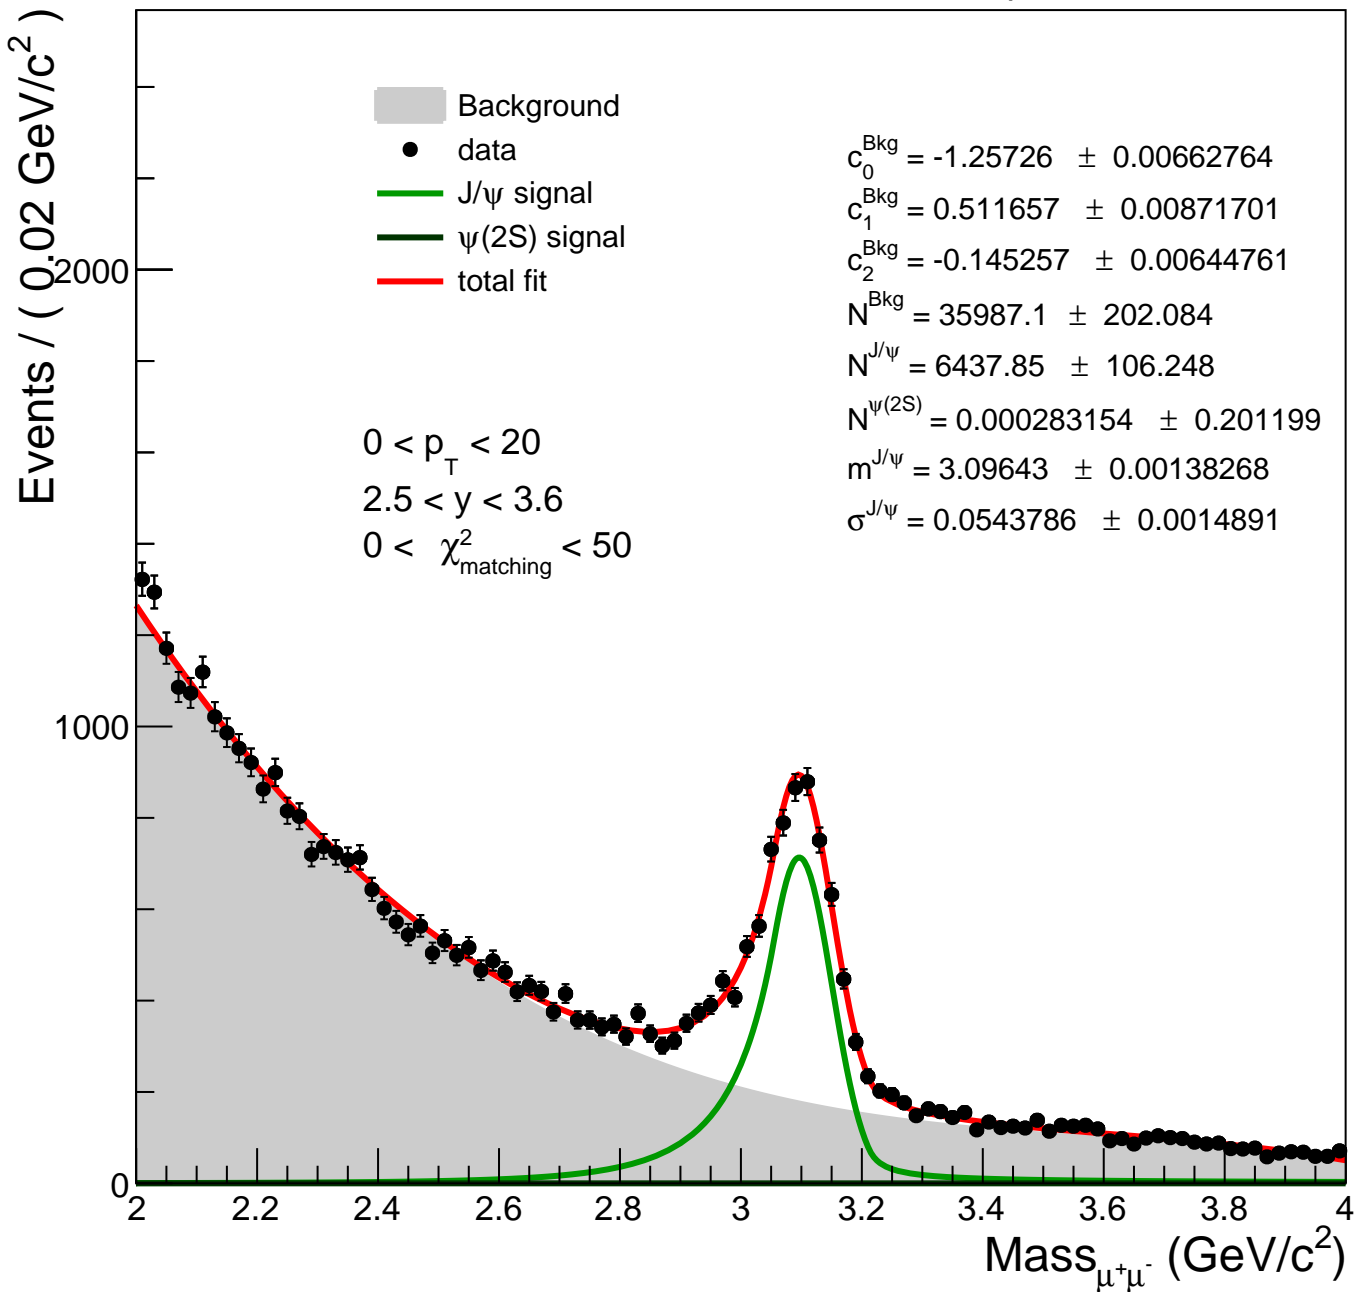 Events / ( 0.02 GeV/c²)
Background
data
J/ψ signal
ψ(2S) signal
total fit
c₀^Bkg = -1.25726 ± 0.00662764
c₁^Bkg = 0.511657 ± 0.00871701
c₂^Bkg = -0.145257 ± 0.00644761
N^Bkg = 35987.1 ± 202.084
N^J/ψ = 6437.85 ± 106.248
N^ψ(2S) = 0.000283154 ± 0.201199
m^J/ψ = 3.09643 ± 0.00138268
σ^J/ψ = 0.0543786 ± 0.0014891
0 < p_T < 20
2.5 < y < 3.6
0 < χ²_matching < 50
2000
1000
0
2 2.2 2.4 2.6 2.8 3 3.2 3.4 3.6 3.8 4
Mass_μ⁺μ⁻ (GeV/c²)